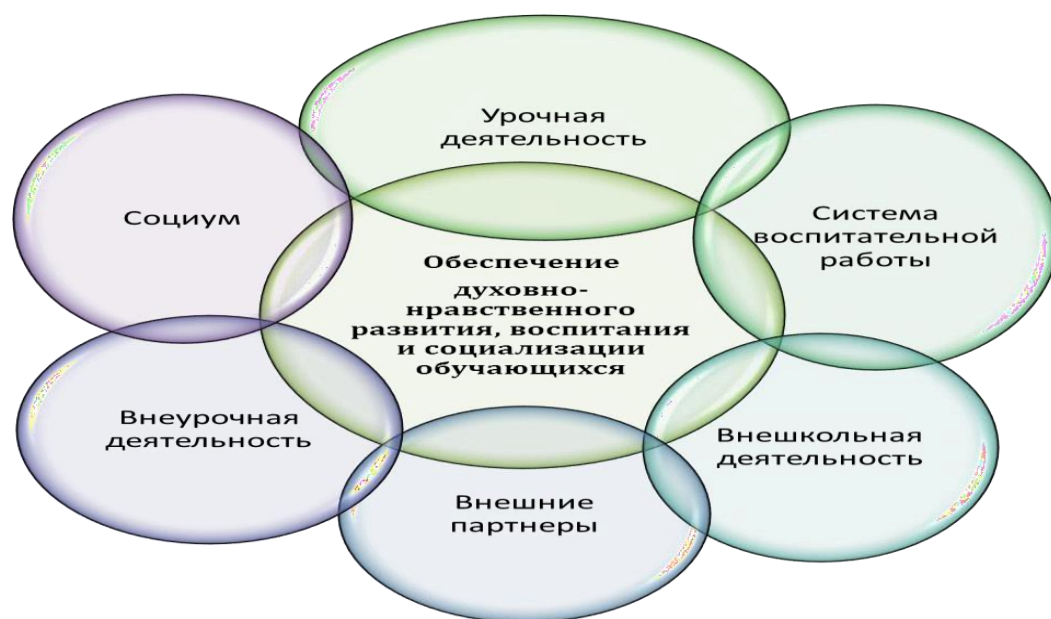 Урочная
деятельность
Социум
Система
воспитательной
работы
Обеспечение
духовно-
нравственного
развития, воспитания
и социализации
обучающихся
Внеурочная
деятельность
Внешкольная
деятельность
Внешние
партнеры